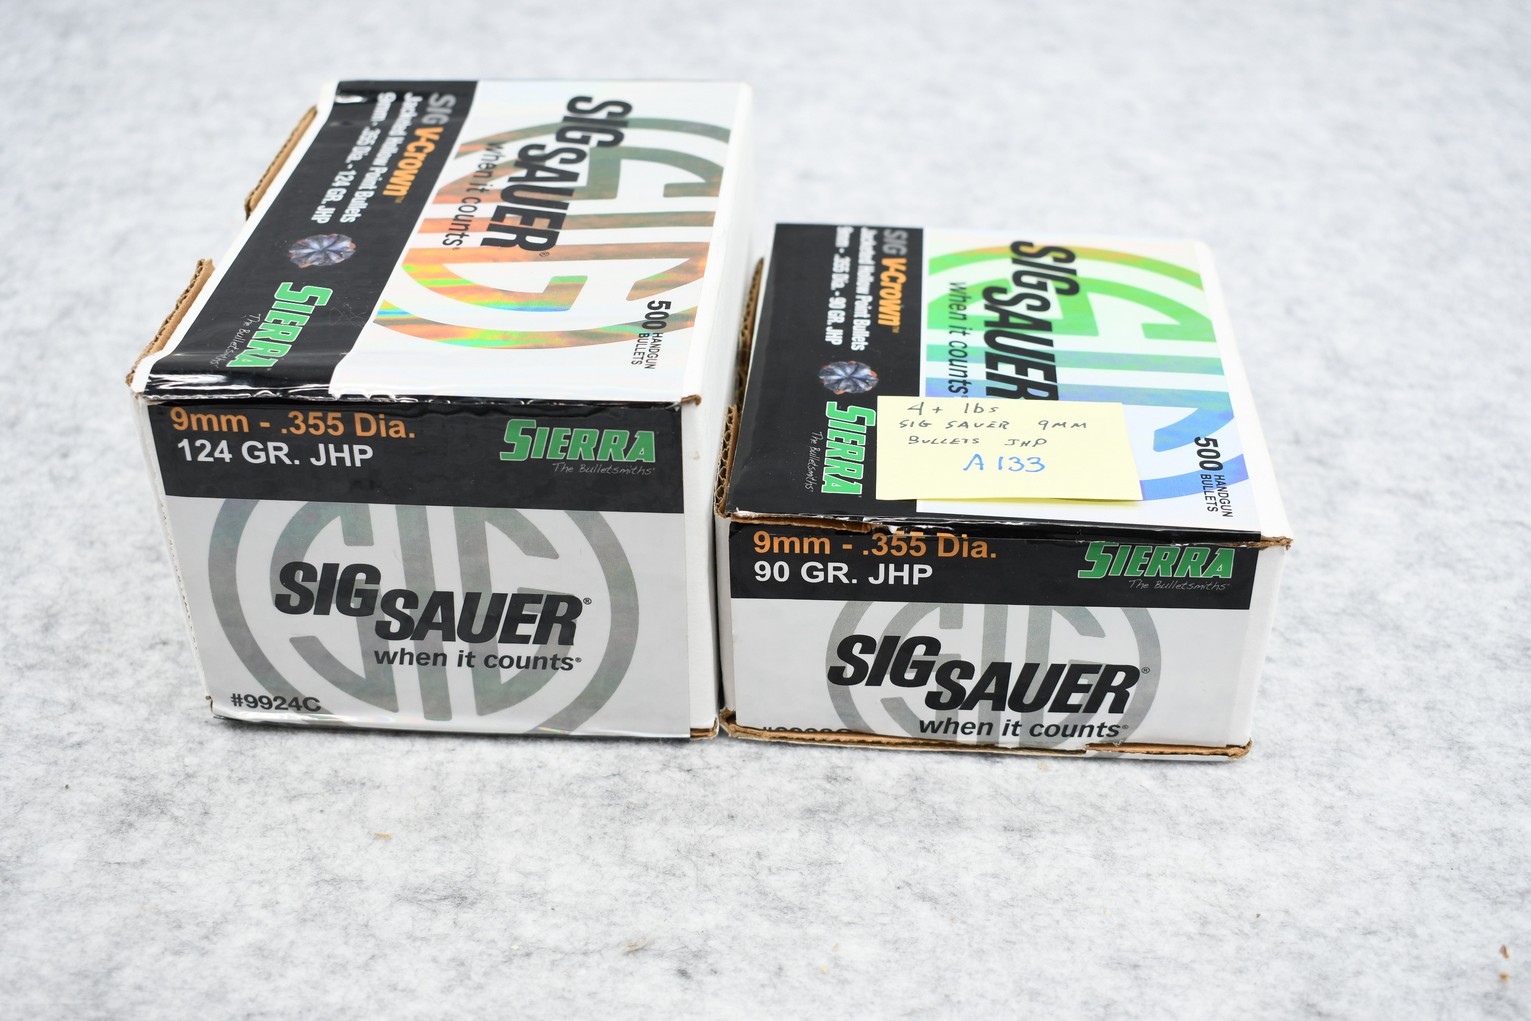 SIG V-Crown™
Jacketed Hollow Point Bullets
9mm - .355 Dia. - 124 GR. JHP
SIERRA
The Bulletsmiths®
SIG SAUER®
when it counts®
500 HANDGUN BULLETS
9mm - .355 Dia.
124 GR. JHP
SIERRA
The Bulletsmiths®
SIG SAUER®
when it counts®
#9924C
SIG V-Crown™
Jacketed Hollow Point Bullets
9mm - .355 Dia. - 90 GR. JHP
SIERRA
The Bulletsmiths®
SIG SAUER
when it counts®
500 HANDGUN BULLETS
4+ lbs
SIG SAUER 9MM
BULLETS JHP
A133
9mm - .355 Dia.
90 GR. JHP
SIERRA
The Bulletsmiths®
SIG SAUER®
when it counts®